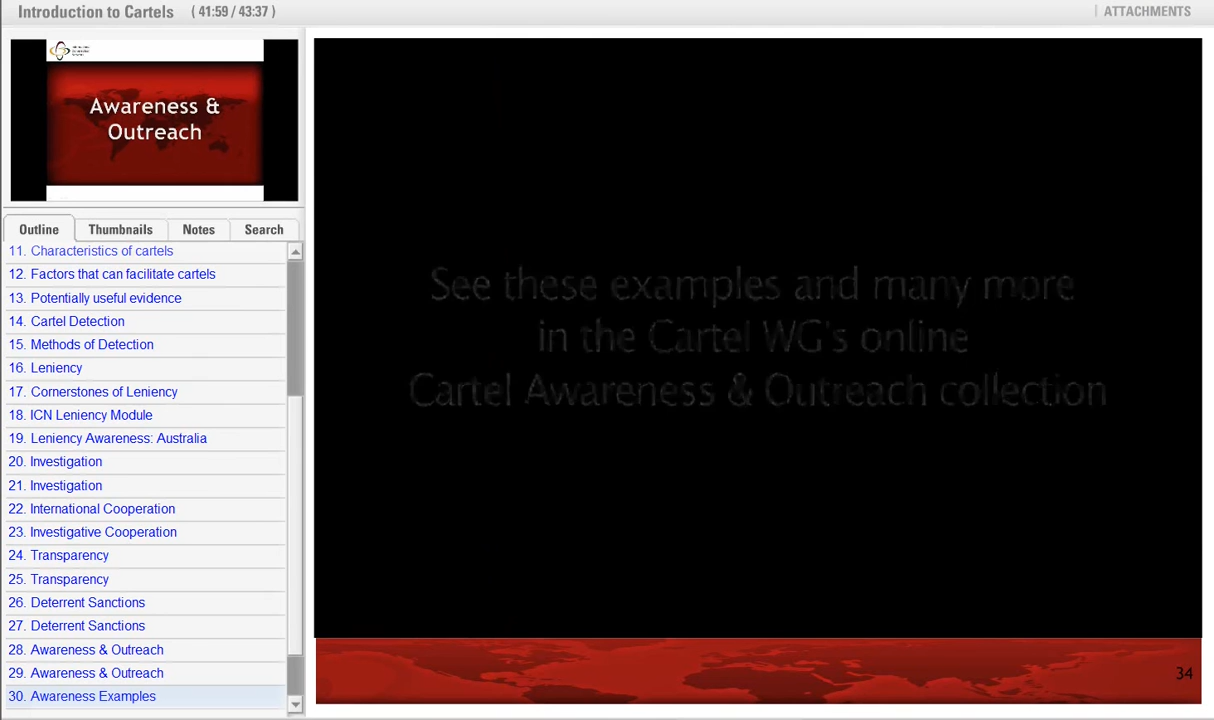 Introduction to Cartels ( 41:59 / 43:37 )
ATTACHMENTS
Awareness &
Outreach
Outline
Thumbnails
Notes
Search
11. Characteristics of cartels
12. Factors that can facilitate cartels
13. Potentially useful evidence
14. Cartel Detection
15. Methods of Detection
16. Leniency
17. Cornerstones of Leniency
18. ICN Leniency Module
19. Leniency Awareness: Australia
20. Investigation
21. Investigation
22. International Cooperation
23. Investigative Cooperation
24. Transparency
25. Transparency
26. Deterrent Sanctions
27. Deterrent Sanctions
28. Awareness & Outreach
29. Awareness & Outreach
30. Awareness Examples
See these examples and many more
in the Cartel WG's online
Cartel Awareness & Outreach collection
34